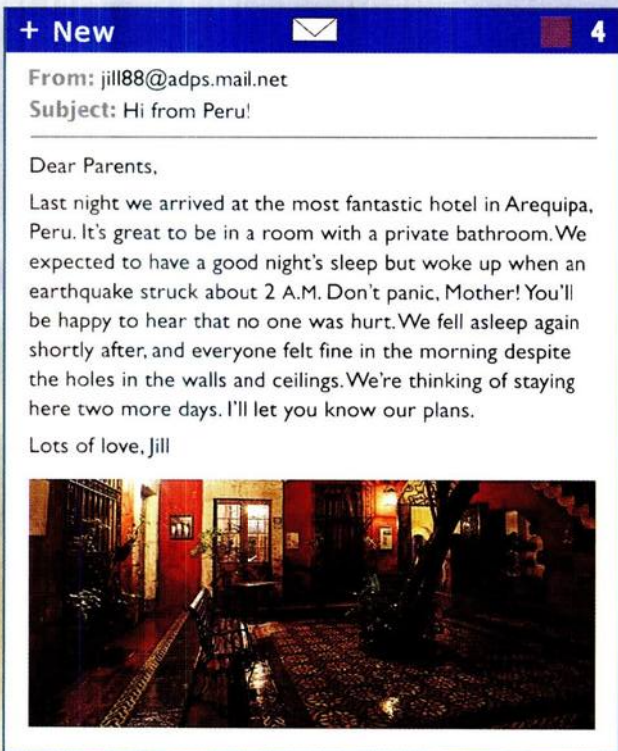 + New 4
From: jill88@adps.mail.net
Subject: Hi from Peru!
Dear Parents,
Last night we arrived at the most fantastic hotel in Arequipa,
Peru. It's great to be in a room with a private bathroom. We
expected to have a good night's sleep but woke up when an
earthquake struck about 2 A.M. Don't panic, Mother! You'll
be happy to hear that no one was hurt. We fell asleep again
shortly after, and everyone felt fine in the morning despite
the holes in the walls and ceilings. We're thinking of staying
here two more days. I'll let you know our plans.
Lots of love, Jill